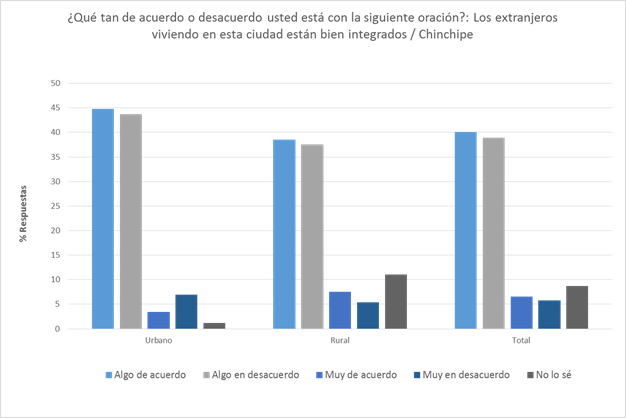 ¿Qué tan de acuerdo o desacuerdo usted está con la siguiente oración?: Los extranjeros
viviendo en esta ciudad están bien integrados / Chinchipe
50
45
40
35
30
25
20
15
10
5
0
% Respuestas
Urbano Rural Total
Algo de acuerdo Algo en desacuerdo Muy de acuerdo Muy en desacuerdo No lo sé